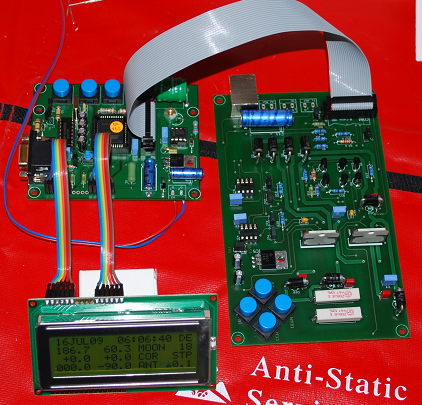 16JUL09 06:06:40 DE
186.7 60.3 MOON 18
+0.0 +0.0 COR STP
000.0 -90.0 ANT ▲0.1
Anti-Static